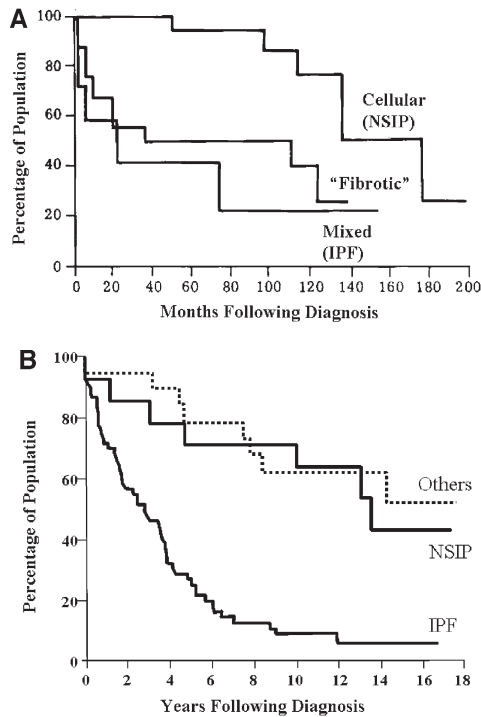 A
100
80
60
40
20
0
Percentage of Population
Cellular
(NSIP)
"Fibrotic"
Mixed
(IPF)
0 20 40 60 80 100 120 140 160 180 200
Months Following Diagnosis
B
100
80
60
40
20
0
Percentage of Population
Others
NSIP
IPF
0 2 4 6 8 10 12 14 16 18
Years Following Diagnosis